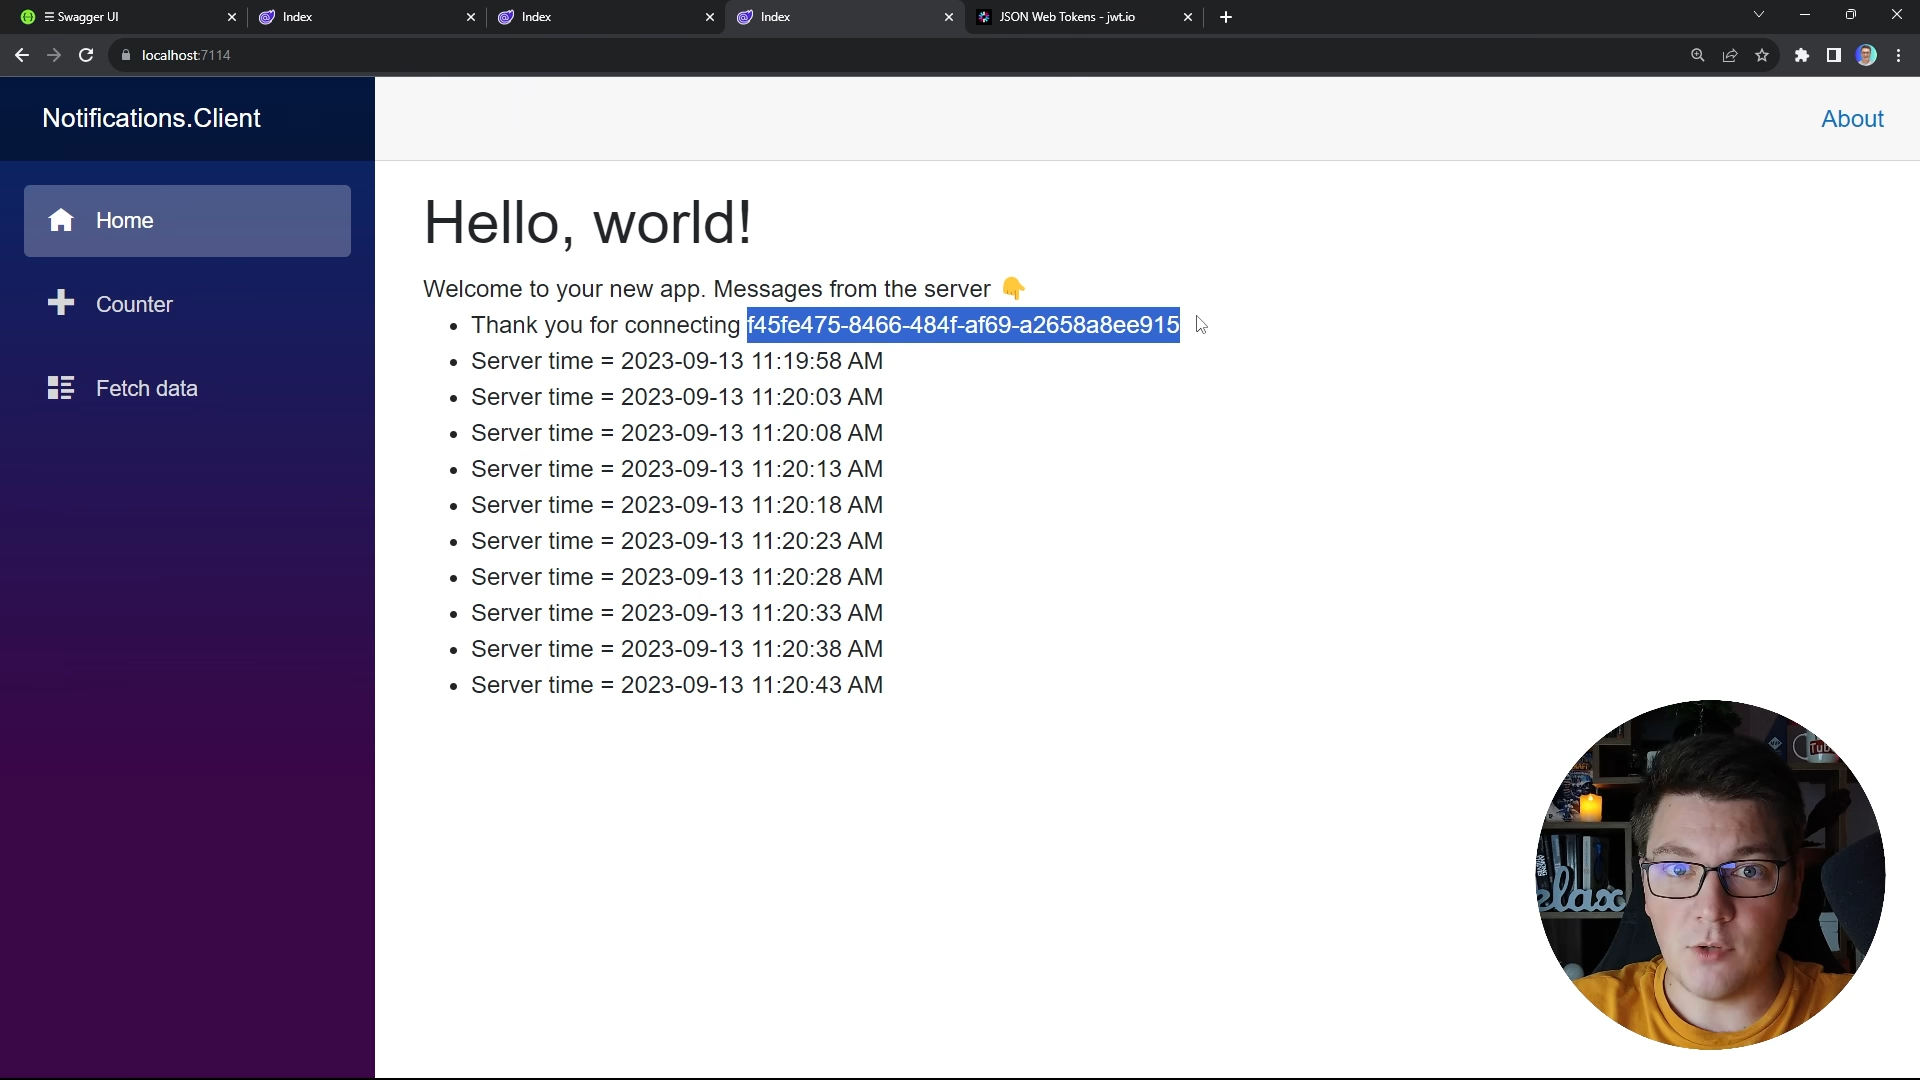 Swagger UI
Index
Index
Index
JSON Web Tokens - jwt.io
localhost:7114
Notifications.Client
About
Home
Counter
Fetch data
Hello, world!
Welcome to your new app. Messages from the server 👇
• Thank you for connecting f45fe475-8466-484f-af69-a2658a8ee915
• Server time = 2023-09-13 11:19:58 AM
• Server time = 2023-09-13 11:20:03 AM
• Server time = 2023-09-13 11:20:08 AM
• Server time = 2023-09-13 11:20:13 AM
• Server time = 2023-09-13 11:20:18 AM
• Server time = 2023-09-13 11:20:23 AM
• Server time = 2023-09-13 11:20:28 AM
• Server time = 2023-09-13 11:20:33 AM
• Server time = 2023-09-13 11:20:38 AM
• Server time = 2023-09-13 11:20:43 AM
elax